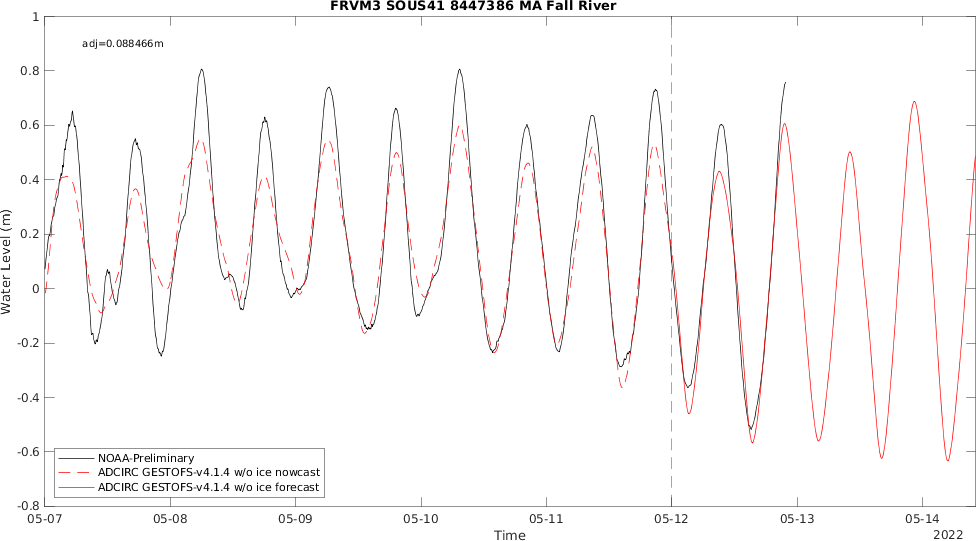 FRVM3 SOUS41 8447386 MA Fall River
adj=0.088466m
1
0.8
0.6
0.4
0.2
0
-0.2
-0.4
-0.6
-0.8
Water Level (m)
NOAA-Preliminary
ADCIRC GESTOFS-v4.1.4 w/o ice nowcast
ADCIRC GESTOFS-v4.1.4 w/o ice forecast
05-07 05-08 05-09 05-10 05-11 05-12 05-13 05-14
Time
2022